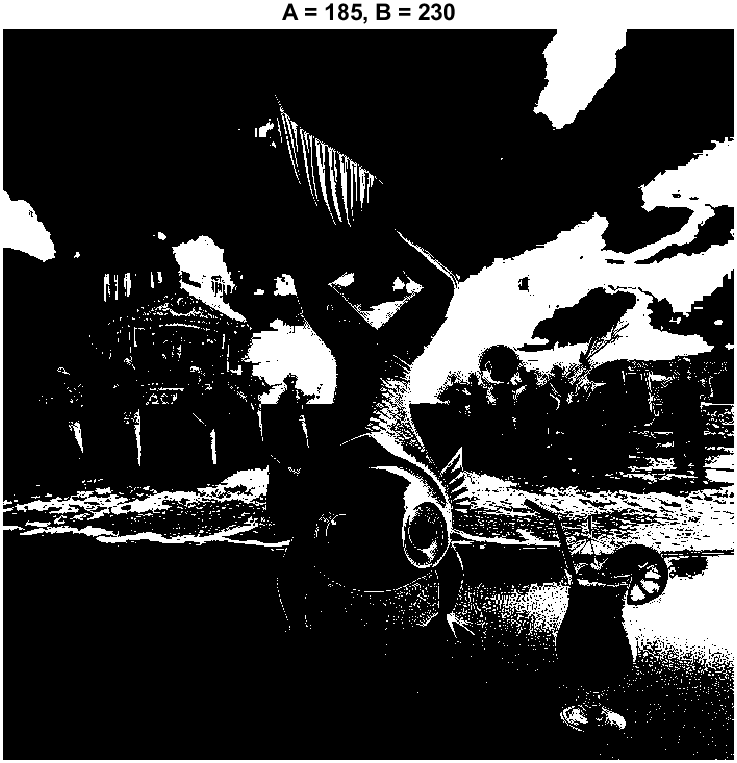 A = 185, B = 230